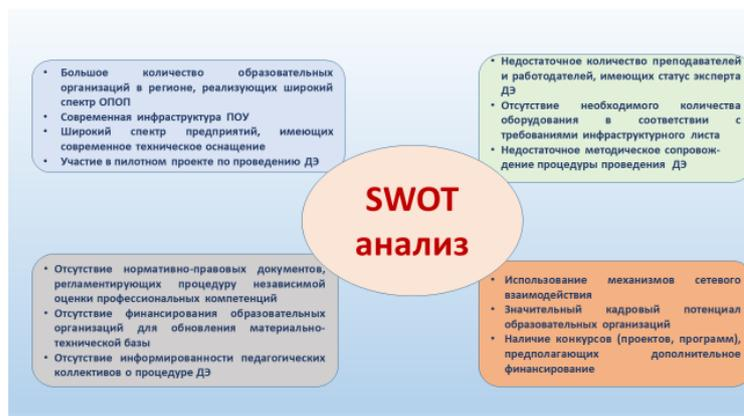 • Большое количество образовательных
организаций в регионе, реализующих широкий
спектр ОПОП
• Современная инфраструктура ПОУ
• Широкий спектр предприятий, имеющих
современное техническое оснащение
• Участие в пилотном проекте по проведению ДЭ
• Недостаточное количество преподавателей
и работодателей, имеющих статус эксперта
ДЭ
• Отсутствие необходимого количества
оборудования в соответствии с
требованиями инфраструктурного листа
• Недостаточное методическое сопровож-
дение процедуры проведения ДЭ
SWOT
анализ
• Отсутствие нормативно-правовых документов,
регламентирующих процедуру независимой
оценки профессиональных компетенций
• Отсутствие финансирования образовательных
организаций для обновления материально-
технической базы
• Отсутствие информированности педагогических
коллективов о процедуре ДЭ
• Использование механизмов сетевого
взаимодействия
• Значительный кадровый потенциал
образовательных организаций
• Наличие конкурсов (проектов, программ),
предполагающих дополнительное
финансирование